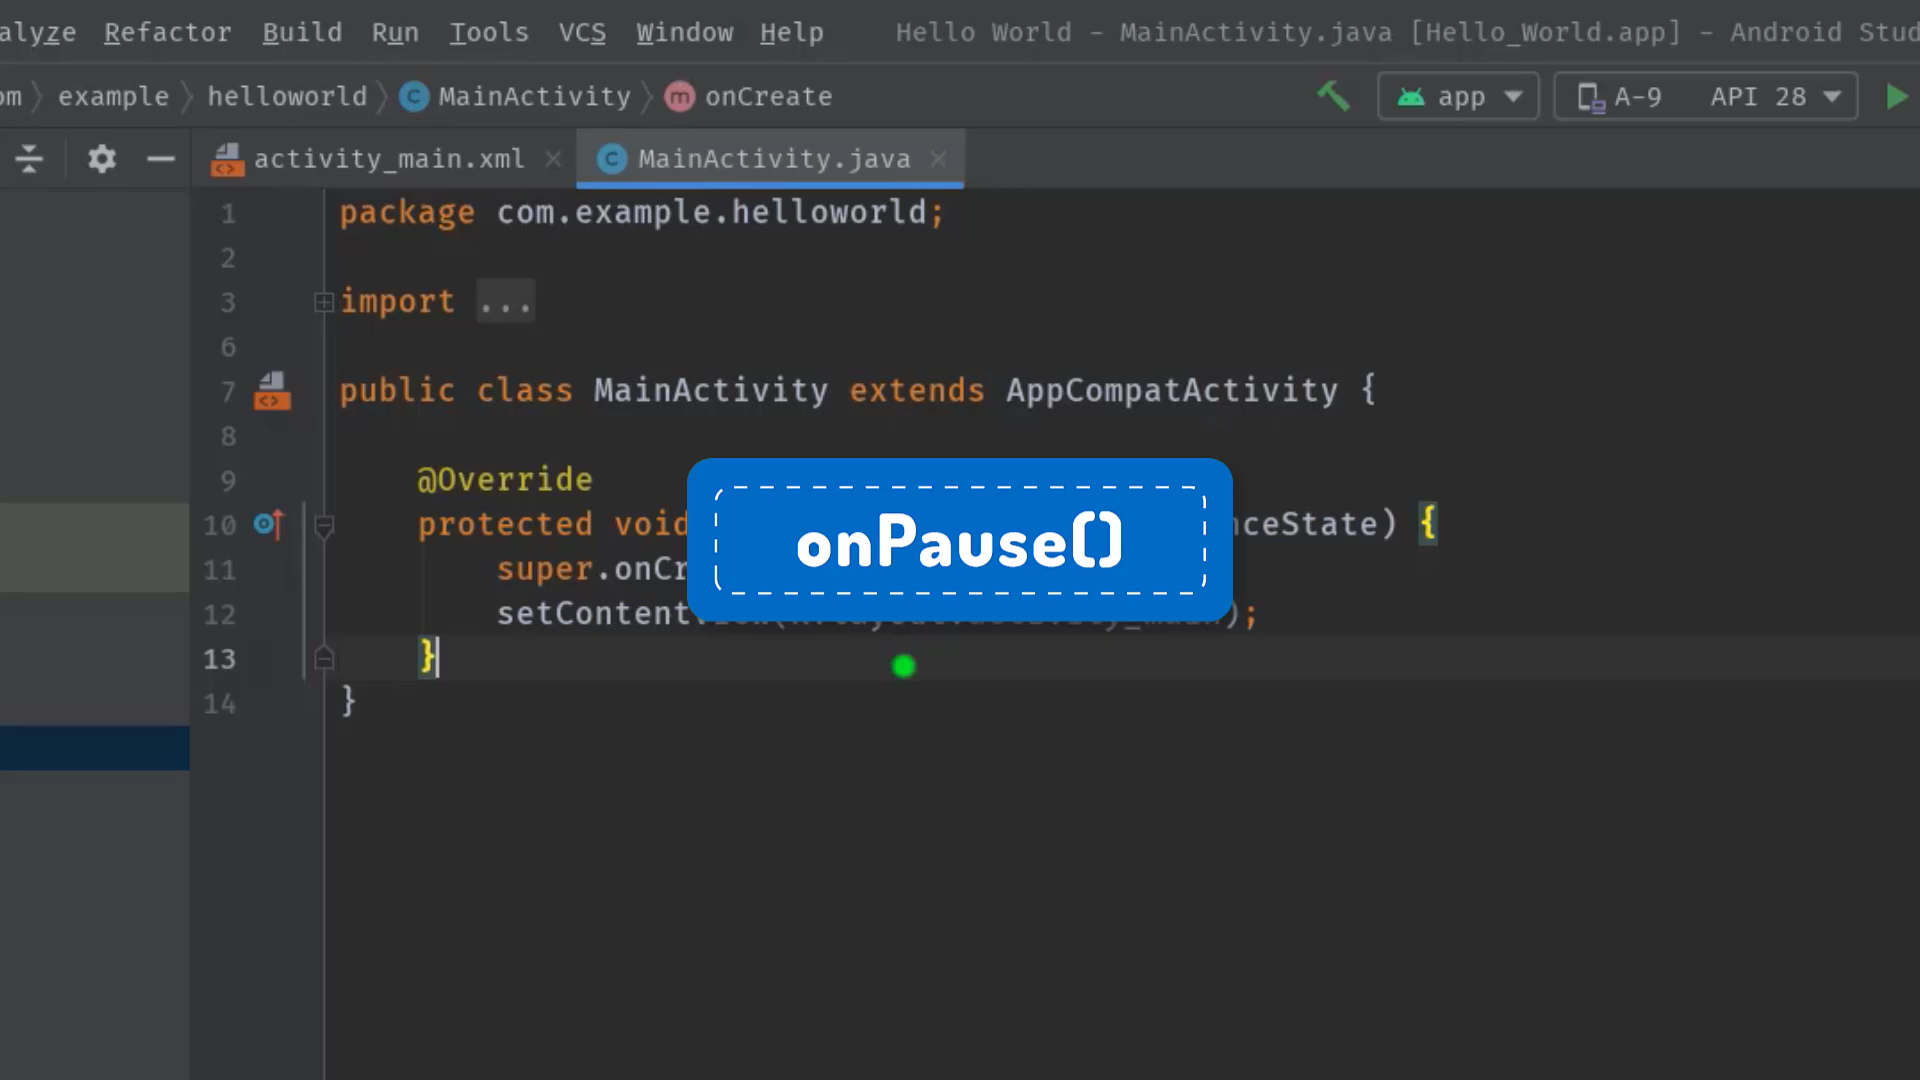 alyze Refactor Build Run Tools VCS Window Help Hello World - MainActivity.java [Hello_World.app] - Android Stud
om example helloworld C MainActivity m onCreate app A-9 API 28
activity_main.xml C MainActivity.java
1 package com.example.helloworld;
2
3 import ...
6
7 public class MainActivity extends AppCompatActivity {
8
9 @Override
10 protected void nceState) {
onPause()
11 super.onCr
12 setContent );
13 }
14 }